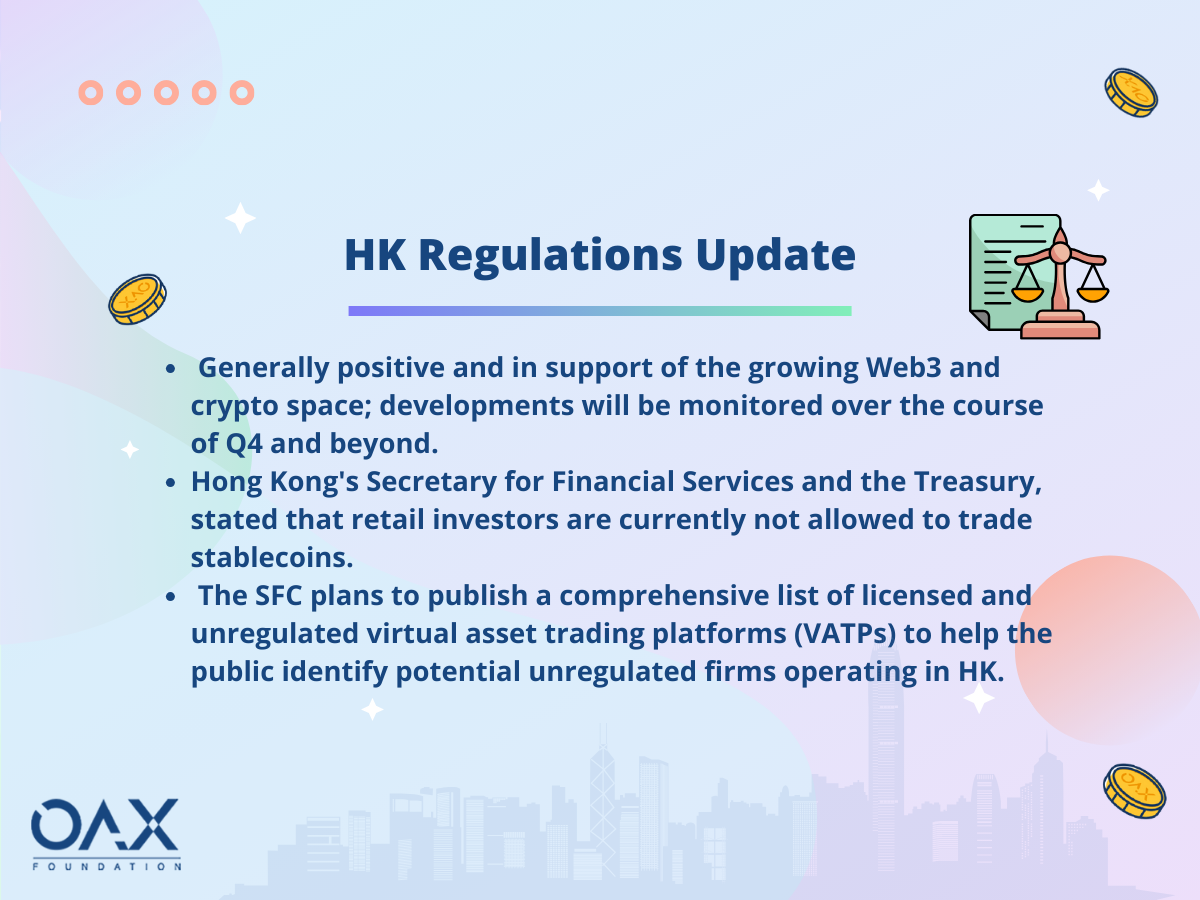 HK Regulations Update
• Generally positive and in support of the growing Web3 and
crypto space; developments will be monitored over the course
of Q4 and beyond.
• Hong Kong's Secretary for Financial Services and the Treasury,
stated that retail investors are currently not allowed to trade
stablecoins.
• The SFC plans to publish a comprehensive list of licensed and
unregulated virtual asset trading platforms (VATPs) to help the
public identify potential unregulated firms operating in HK.
OAX
FOUNDATION
OAX
OAX
OAX